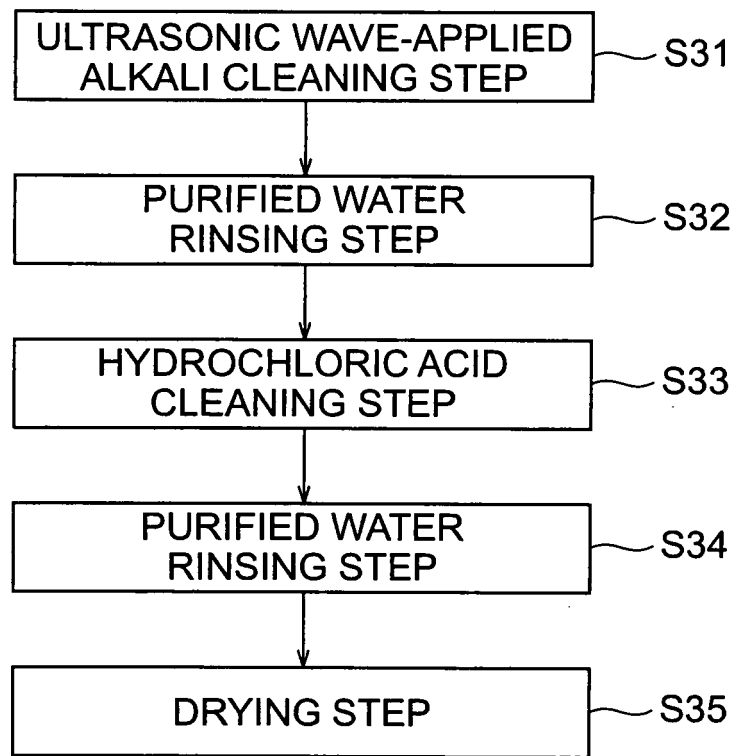 ULTRASONIC WAVE-APPLIED
ALKALI CLEANING STEP
S31
PURIFIED WATER
RINSING STEP
S32
HYDROCHLORIC ACID
CLEANING STEP
S33
PURIFIED WATER
RINSING STEP
S34
DRYING STEP
S35